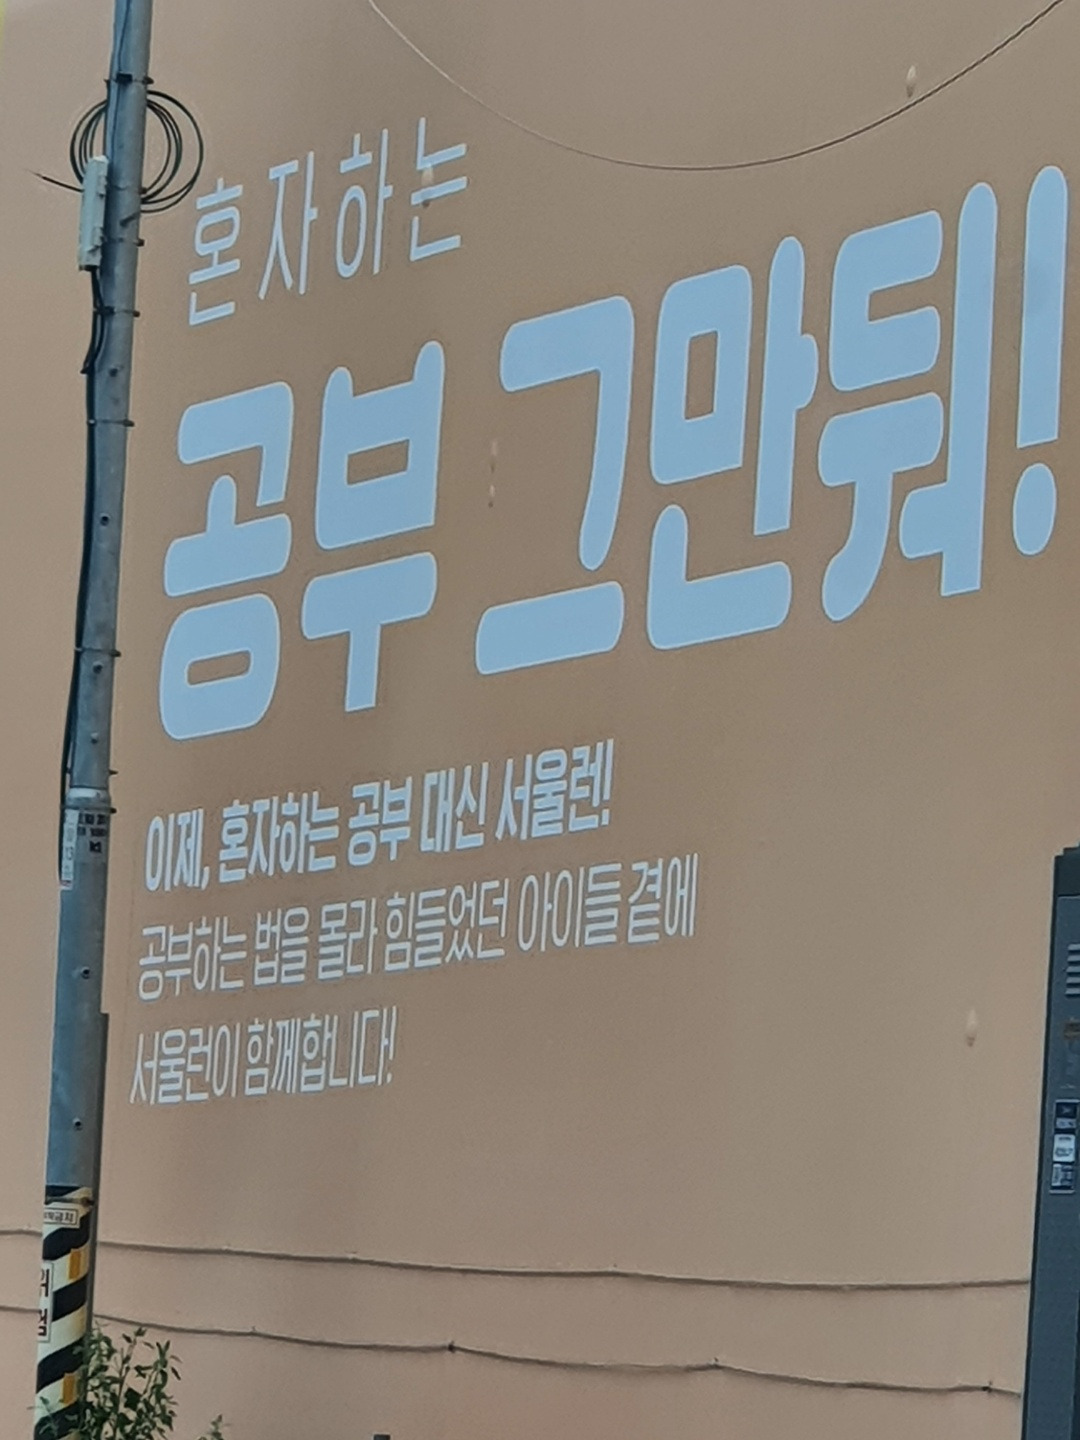 혼자하는
공부 그만둬!
이제, 혼자하는 공부 대신 서울런!
공부하는 법을 몰라 힘들었던 아이들 곁에
서울런이 함께합니다!
위험